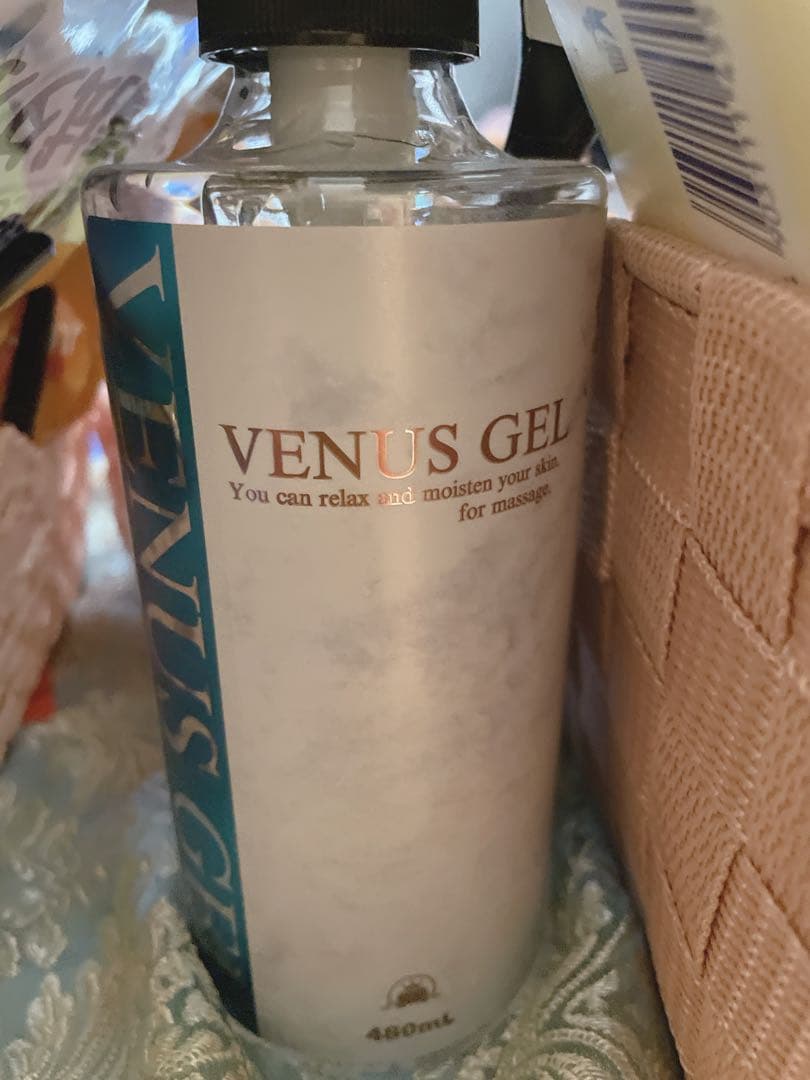 VENUS GEL
VENUS GEL
You can relax and moisten your skin.
for massage.
480mL